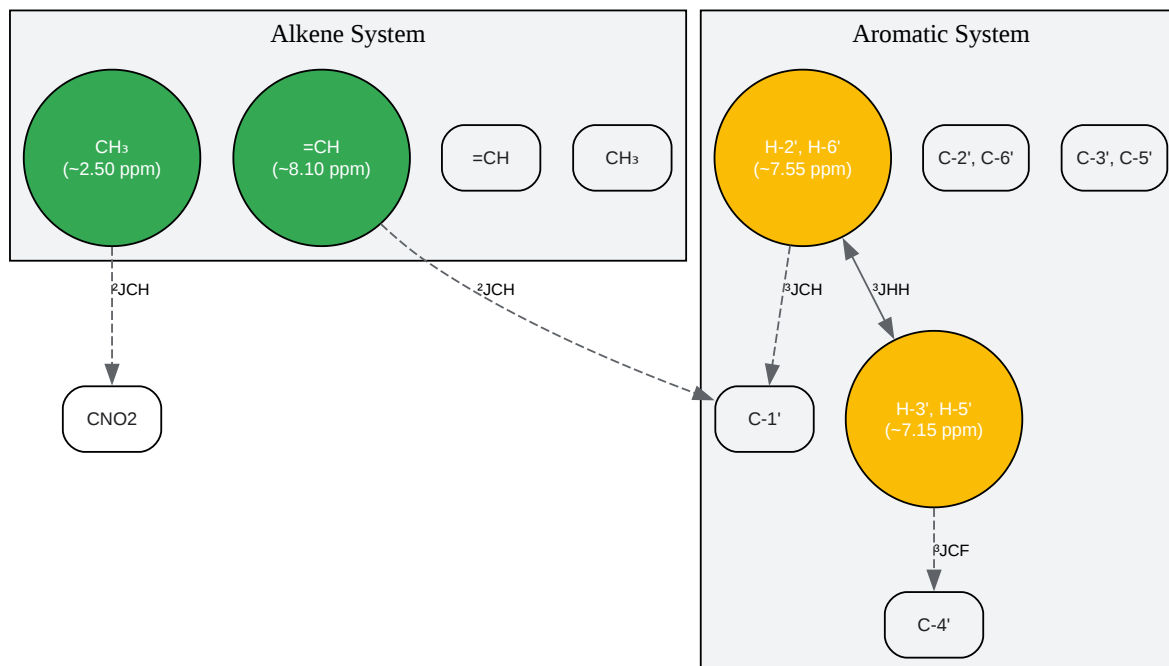 Alkene System
CH₃
(~2.50 ppm)
=CH
(~8.10 ppm)
=CH
CH₃
²JCH
²JCH
CNO2
Aromatic System
H-2', H-6'
(~7.55 ppm)
C-2', C-6'
C-3', C-5'
³JCH
³JHH
C-1'
H-3', H-5'
(~7.15 ppm)
³JCF
C-4'